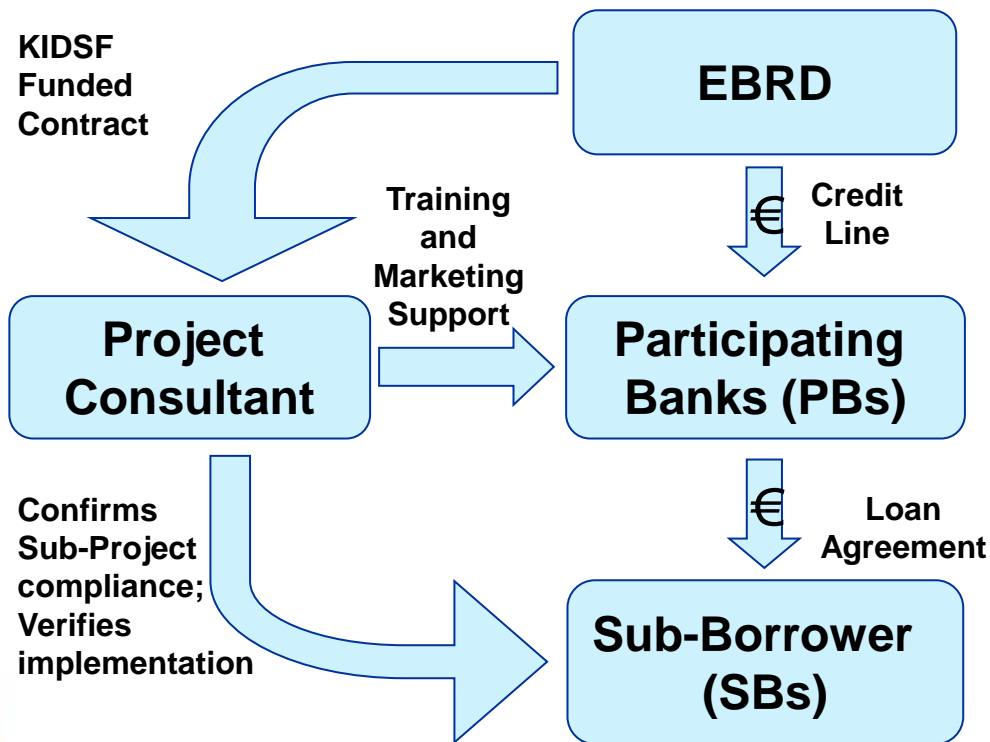 KIDSF
Funded
Contract
EBRD
€
Credit
Line
Training
and
Marketing
Support
Project
Consultant
Participating
Banks (PBs)
€
Loan
Agreement
Confirms
Sub-Project
compliance;
Verifies
implementation
Sub-Borrower
(SBs)